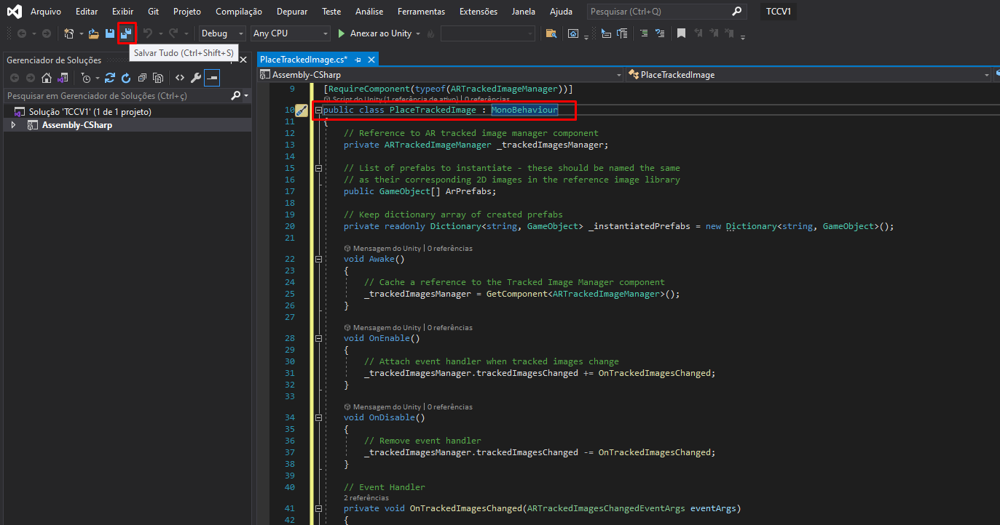 Arquivo Editar Exibir Git Projeto Compilação Depurar Teste Análise Ferramentas Extensões Janela Ajuda Pesquisar (Ctrl+Q) TCCV1
Debug Any CPU Anexar ao Unity
Salvar Tudo (Ctrl+Shift+S)
Gerenciador de Soluções
PlaceTrackedImage.cs*
Assembly-CSharp PlaceTrackedImage
Pesquisar em Gerenciador de Soluções (Ctrl+ç)
Solução 'TCCV1' (1 de 1 projeto)
Assembly-CSharp
9 [RequireComponent(typeof(ARTrackedImageManager))]
Script do Unity (1 referência de ativo) | 0 referências
10 public class PlaceTrackedImage : MonoBehaviour
11 {
12 // Reference to AR tracked image manager component
13 private ARTrackedImageManager _trackedImagesManager;
14
15 // List of prefabs to instantiate - these should be named the same
16 // as their corresponding 2D images in the reference image library
17 public GameObject[] ArPrefabs;
18
19 // Keep dictionary array of created prefabs
20 private readonly Dictionary<string, GameObject> _instantiatedPrefabs = new Dictionary<string, GameObject>();
21
Mensagem do Unity | 0 referências
22 void Awake()
23 {
24 // Cache a reference to the Tracked Image Manager component
25 _trackedImagesManager = GetComponent<ARTrackedImageManager>();
26 }
27
Mensagem do Unity | 0 referências
28 void OnEnable()
29 {
30 // Attach event handler when tracked images change
31 _trackedImagesManager.trackedImagesChanged += OnTrackedImagesChanged;
32 }
33
Mensagem do Unity | 0 referências
34 void OnDisable()
35 {
36 // Remove event handler
37 _trackedImagesManager.trackedImagesChanged -= OnTrackedImagesChanged;
38 }
39
40 // Event Handler
2 referências
41 private void OnTrackedImagesChanged(ARTrackedImagesChangedEventArgs eventArgs)
42 {